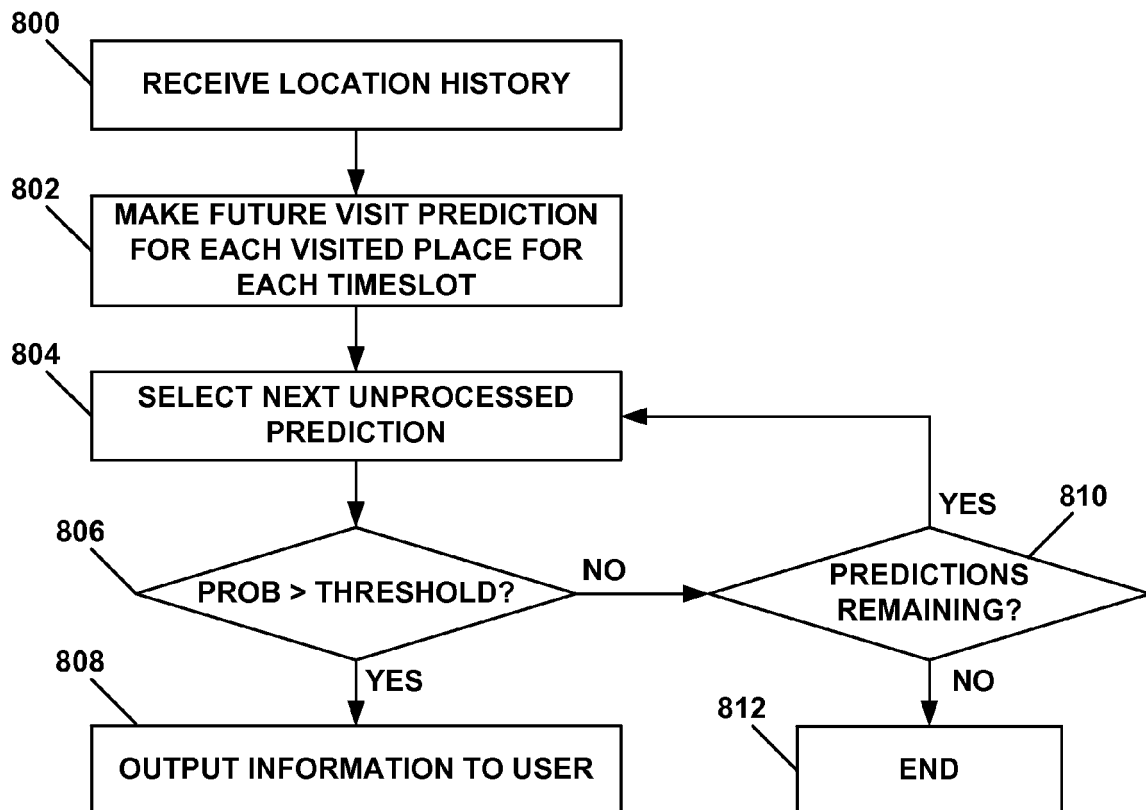 800
RECEIVE LOCATION HISTORY
802
MAKE FUTURE VISIT PREDICTION
FOR EACH VISITED PLACE FOR
EACH TIMESLOT
804
SELECT NEXT UNPROCESSED
PREDICTION
806
PROB > THRESHOLD?
NO
YES
810
PREDICTIONS
REMAINING?
YES
NO
808
OUTPUT INFORMATION TO USER
812
END